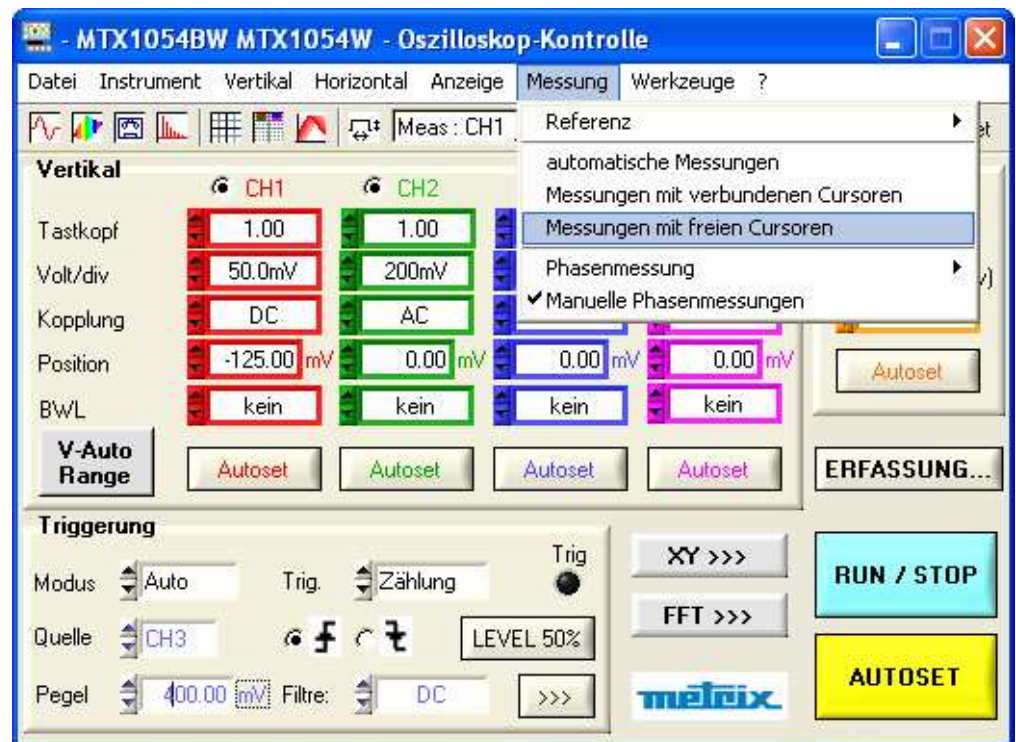 - MTX1054BW MTX1054W - Oszilloskop-Kontrolle
Datei Instrument Vertikal Horizontal Anzeige Messung Werkzeuge ?
Meas : CH1
Referenz
automatische Messungen
Messungen mit verbundenen Cursoren
Messungen mit freien Cursoren
Phasenmessung
Manuelle Phasenmessungen
Vertikal
CH1 CH2
Tastkopf 1.00 1.00
Volt/div 50.0mV 200mV
Kopplung DC AC
Position -125.00 mV 0.00 mV 0.00 mV 0.00 mV
BWL kein kein kein kein
Autoset
V-Auto
Range
Autoset Autoset Autoset Autoset
ERFASSUNG...
Triggerung
Modus Auto Trig. Zählung Trig
Quelle CH3 LEVEL 50%
Pegel 400.00 mV Filtre: DC >>>
XY >>>
FFT >>>
metrix
RUN / STOP
AUTOSET